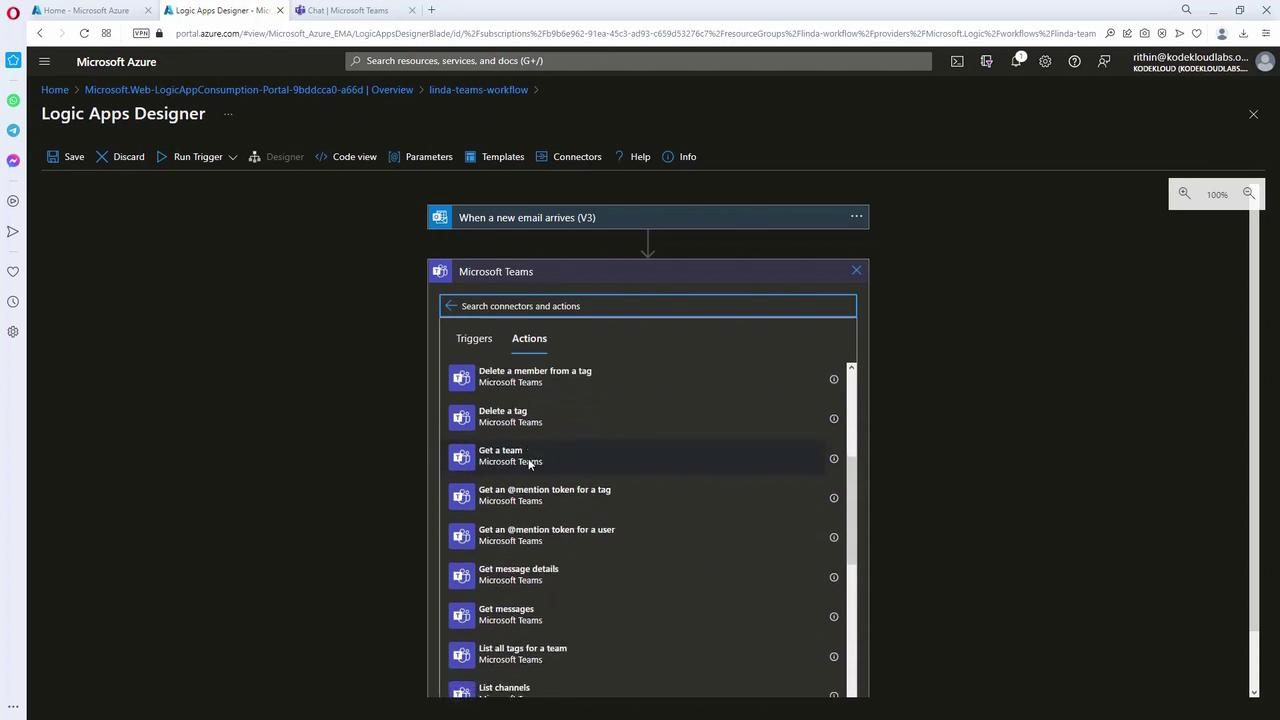 Home - Microsoft Azure
Logic Apps Designer - Mic
Chat | Microsoft Teams
VPN
portal.azure.com/#view/Microsoft_Azure_EMA/LogicAppsDesignerBlade/id/%2Fsubscriptions%2Fb9b6e962-91ea-45c3-ad93-c659d53276c7%2FresourceGroups%2Flinda-workflow%2Fproviders%2FMicrosoft.Logic%2Fworkflows%2Flinda-team
Microsoft Azure
Search resources, services, and docs (G+/)
1
rithin@kodekloudlabs.o...
KODEKLOUD (KODEKLOUDLABS....
Home > Microsoft.Web-LogicAppConsumption-Portal-9bddcca0-a66d | Overview > linda-teams-workflow >
Logic Apps Designer ...
Save Discard Run Trigger Designer Code view Parameters Templates Connectors Help Info
100%
When a new email arrives (V3)
Microsoft Teams
Search connectors and actions
Triggers Actions
Delete a member from a tag
Microsoft Teams
Delete a tag
Microsoft Teams
Get a team
Microsoft Teams
Get an @mention token for a tag
Microsoft Teams
Get an @mention token for a user
Microsoft Teams
Get message details
Microsoft Teams
Get messages
Microsoft Teams
List all tags for a team
Microsoft Teams
List channels